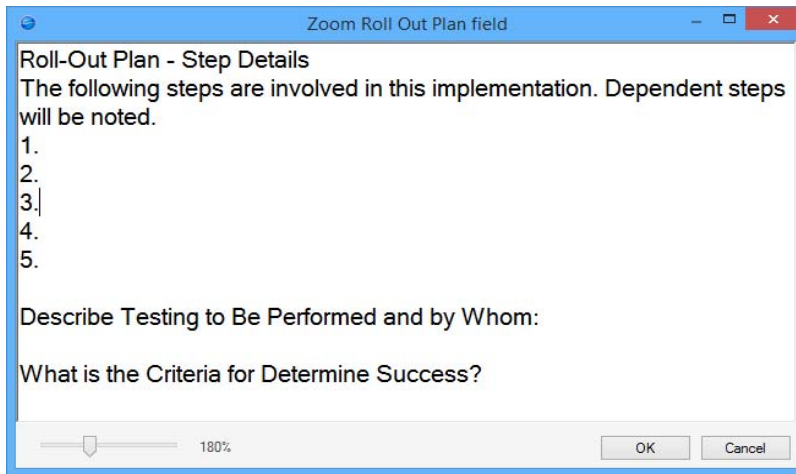 Zoom Roll Out Plan field
Roll-Out Plan - Step Details
The following steps are involved in this implementation. Dependent steps
will be noted.
1.
2.
3.
4.
5.
Describe Testing to Be Performed and by Whom:
What is the Criteria for Determine Success?
180%
OK
Cancel